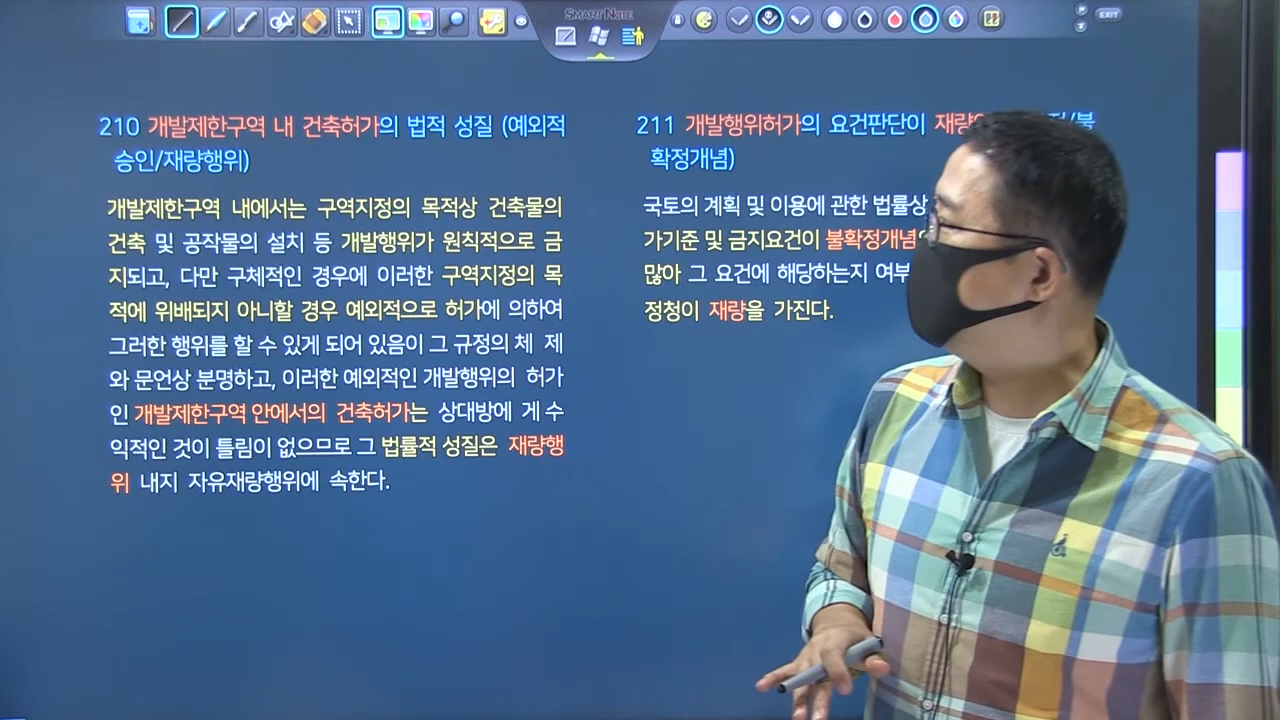 SMART NOTE
EXIT
210 개발제한구역 내 건축허가의 법적 성질 (예외적
승인/재량행위)
개발제한구역 내에서는 구역지정의 목적상 건축물의
건축 및 공작물의 설치 등 개발행위가 원칙적으로 금
지되고, 다만 구체적인 경우에 이러한 구역지정의 목
적에 위배되지 아니할 경우 예외적으로 허가에 의하여
그러한 행위를 할 수 있게 되어 있음이 그 규정의 체 제
와 문언상 분명하고, 이러한 예외적인 개발행위의 허가
인 개발제한구역 안에서의 건축허가는 상대방에 게 수
익적인 것이 틀림이 없으므로 그 법률적 성질은 재량행
위 내지 자유재량행위에 속한다.
211 개발행위허가의 요건판단이 /불
확정개념)
국토의 계획 및 이용에 관한 법률상
가기준 및 금지요건이 불확정개념
많아 그 요건에 해당하는지 여부
정청이 재량을 가진다.